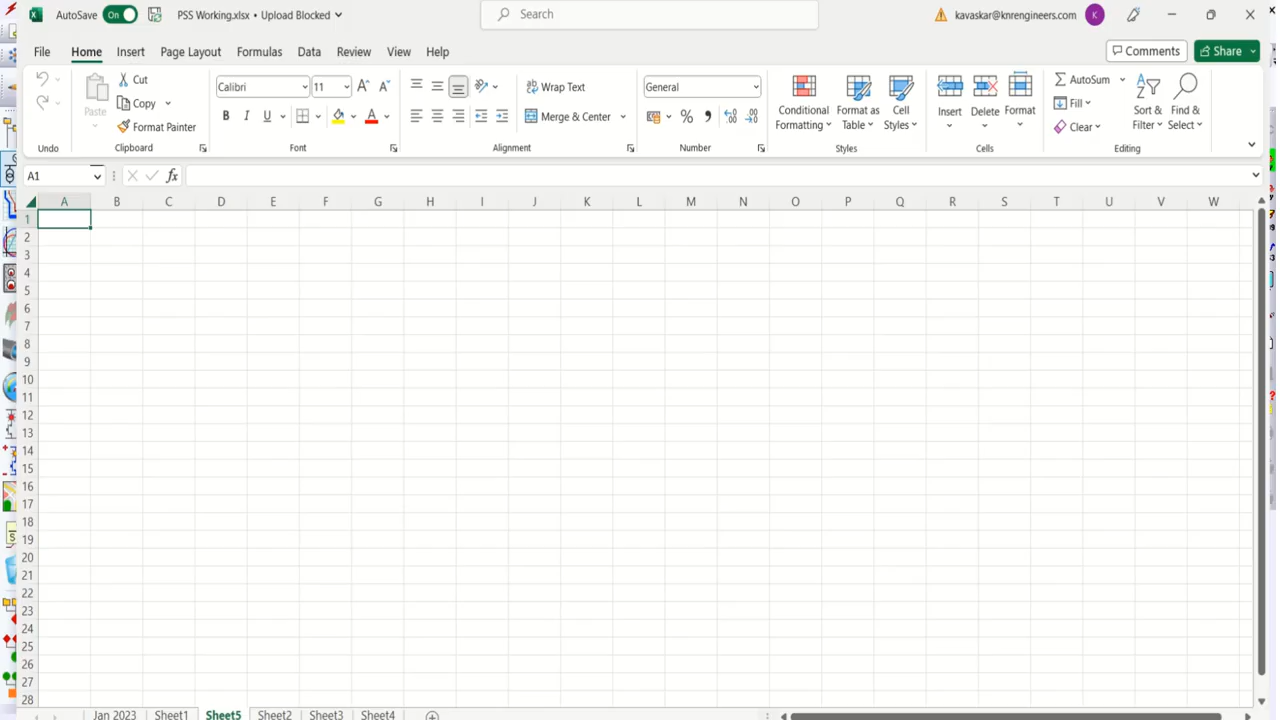 AutoSave On PSS Working.xlsx • Upload Blocked Search kavaskar@knrengineers.com K
File Home Insert Page Layout Formulas Data Review View Help Comments Share
Paste Cut Copy Format Painter
Calibri 11 A A B I U A
Wrap Text Merge & Center
General % ,
Conditional Formatting Format as Table Cell Styles
Insert Delete Format
AutoSum Fill Clear Sort & Filter Find & Select
Undo Clipboard Font Alignment Number Styles Cells Editing
A1 fx
A B C D E F G H I J K L M N O P Q R S T U V W
1
2
3
4
5
6
7
8
9
10
11
12
13
14
15
16
17
18
19
20
21
22
23
24
25
26
27
28
Jan 2023 Sheet1 Sheet5 Sheet2 Sheet3 Sheet4